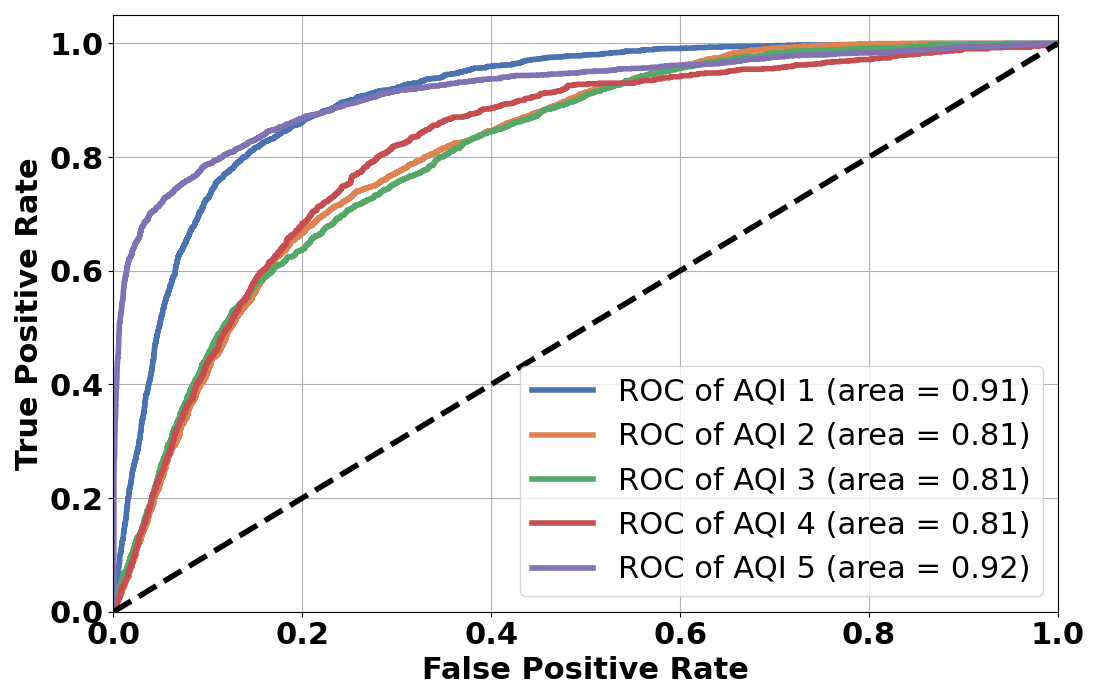 True Positive Rate
1.0
0.8
0.6
0.4
0.2
0.0
ROC of AQI 1 (area = 0.91)
ROC of AQI 2 (area = 0.81)
ROC of AQI 3 (area = 0.81)
ROC of AQI 4 (area = 0.81)
ROC of AQI 5 (area = 0.92)
0.0 0.2 0.4 0.6 0.8 1.0
False Positive Rate